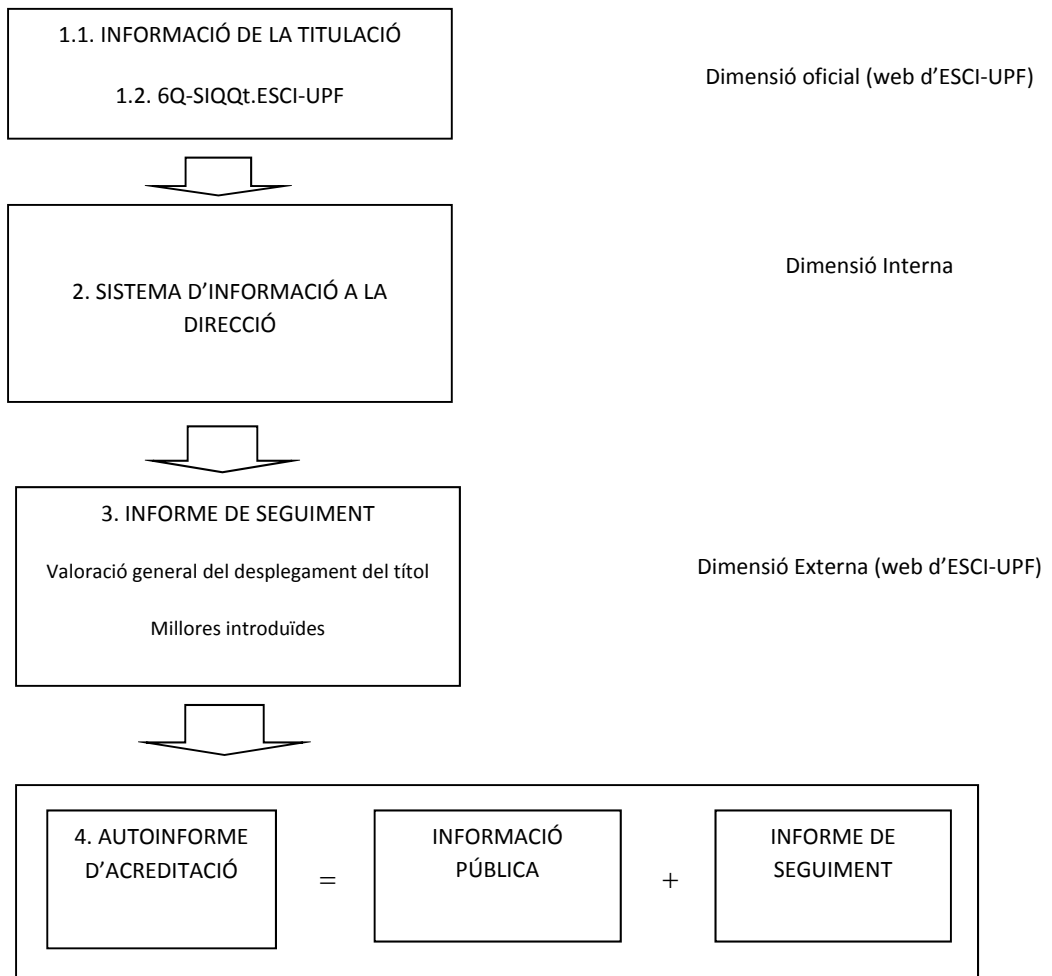 1.1. INFORMACIÓ DE LA TITULACIÓ
1.2. 6Q-SIQQt.ESCI-UPF
Dimensió oficial (web d’ESCI-UPF)
2. SISTEMA D’INFORMACIÓ A LA
DIRECCIÓ
Dimensió Interna
3. INFORME DE SEGUIMENT
Valoració general del desplegament del títol
Millores introduïdes
Dimensió Externa (web d’ESCI-UPF)
4. AUTOINFORME
D’ACREDITACIÓ
=
INFORMACIÓ
PÚBLICA
+
INFORME DE
SEGUIMENT